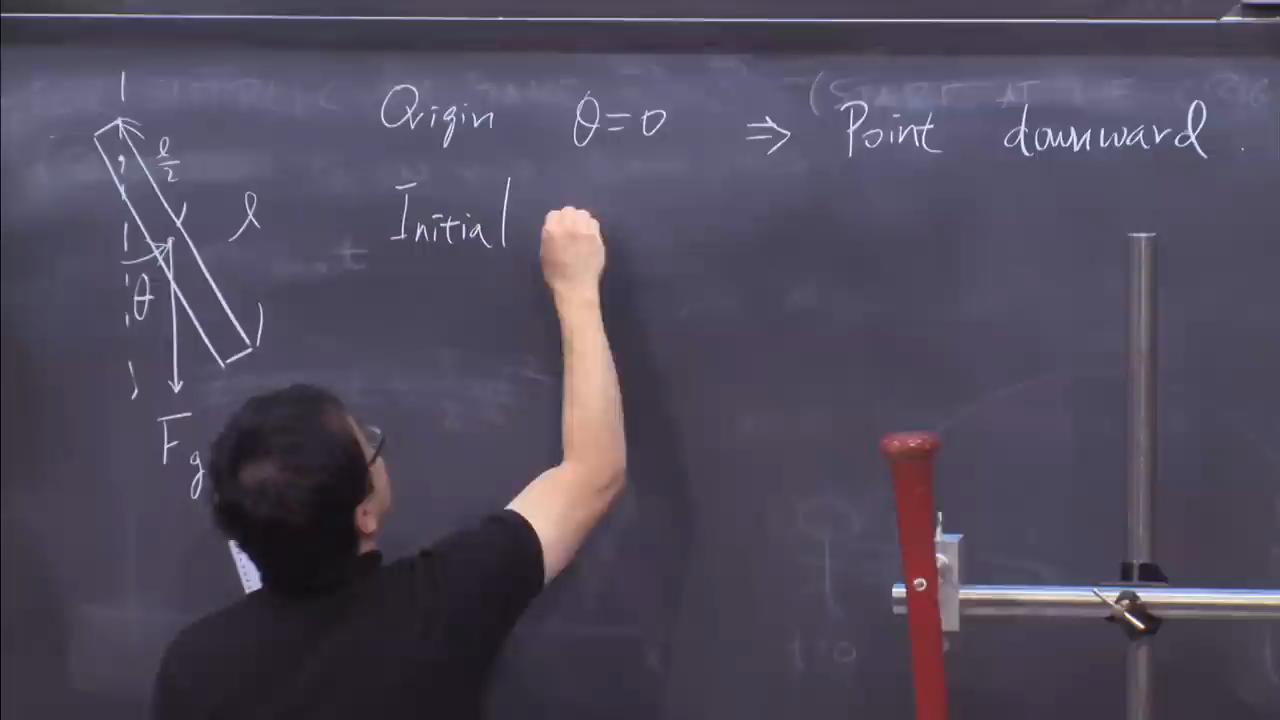 Origin θ=0 ⇒ Point downward.
Initial
ℓ/2
ℓ
θ
F_g